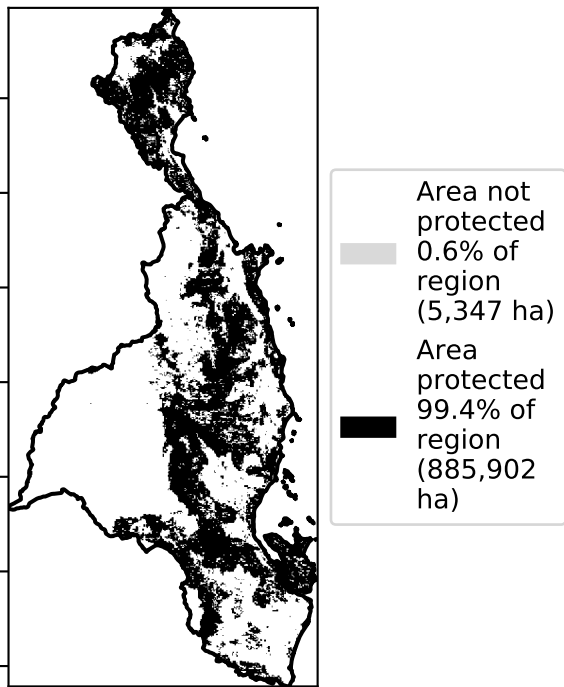 Area not
protected
0.6% of
region
(5,347 ha)
Area
protected
99.4% of
region
(885,902
ha)